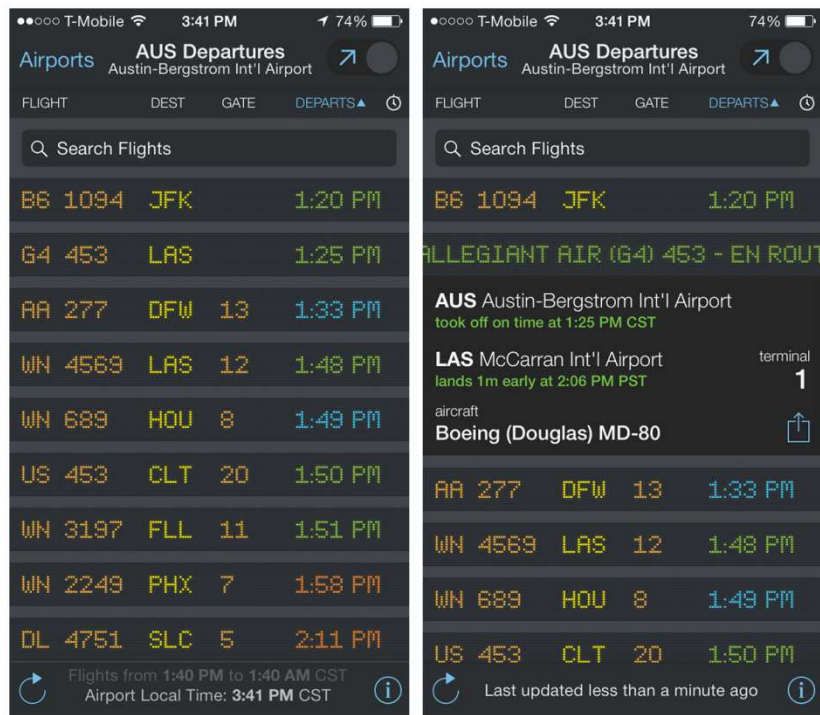 ●●○○○ T-Mobile 3:41 PM 74%
Airports AUS Departures
Austin-Bergstrom Int'l Airport
FLIGHT DEST GATE DEPARTS▲
Search Flights
B6 1094 JFK 1:20 PM
G4 453 LAS 1:25 PM
AA 277 DFW 13 1:33 PM
WN 4569 LAS 12 1:48 PM
WN 689 HOU 8 1:49 PM
US 453 CLT 20 1:50 PM
WN 3197 FLL 11 1:51 PM
WN 2249 PHX 7 1:58 PM
DL 4751 SLC 5 2:11 PM
Flights from 1:40 PM to 1:40 AM CST
Airport Local Time: 3:41 PM CST
●○○○○ T-Mobile 3:41 PM 74%
Airports AUS Departures
Austin-Bergstrom Int'l Airport
FLIGHT DEST GATE DEPARTS▲
Search Flights
B6 1094 JFK 1:20 PM
ALLEGIANT AIR (G4) 453 - EN ROUT
AUS Austin-Bergstrom Int'l Airport
took off on time at 1:25 PM CST
LAS McCarran Int'l Airport terminal
lands 1m early at 2:06 PM PST 1
aircraft
Boeing (Douglas) MD-80
AA 277 DFW 13 1:33 PM
WN 4569 LAS 12 1:48 PM
WN 689 HOU 8 1:49 PM
US 453 CLT 20 1:50 PM
Last updated less than a minute ago